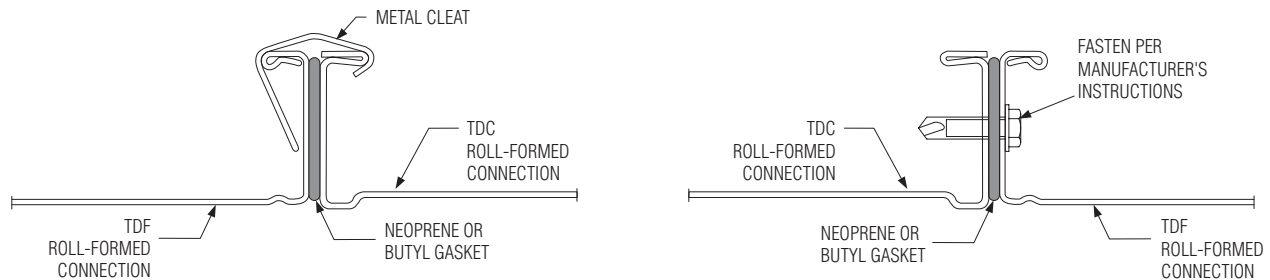 METAL CLEAT
TDC
ROLL-FORMED
CONNECTION
TDF
ROLL-FORMED
CONNECTION
NEOPRENE OR
BUTYL GASKET
FASTEN PER
MANUFACTURER'S
INSTRUCTIONS
TDC
ROLL-FORMED
CONNECTION
NEOPRENE OR
BUTYL GASKET
TDF
ROLL-FORMED
CONNECTION